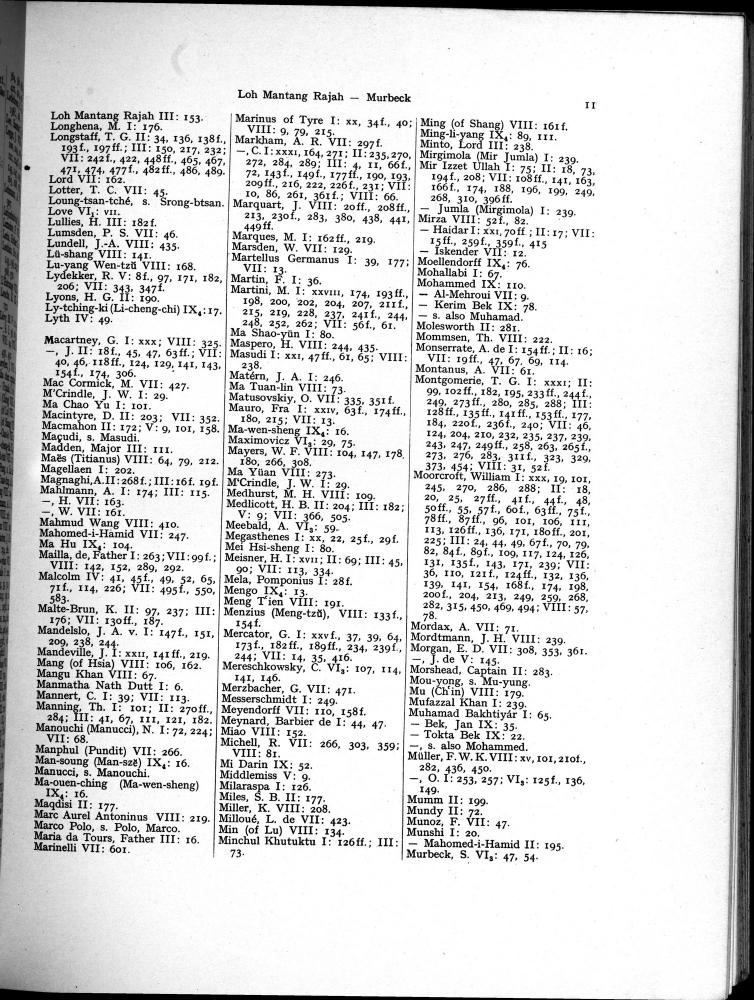 Loh Mantang Rajah — Murbeck
11
Loh Mantang Rajah III: 153.
Longhena, M. I: 176.
Longstaff, T. G. II: 34, 136, 138f.,
193f., 197ff.; III: 150, 217, 232;
VII: 242f., 422, 448ff., 465, 467,
471, 474, 477f., 482ff., 486, 489.
Lord VII: 162.
Lotter, T. C. VII: 45.
Loung-tsan-tché, s. Srong-btsan.
Love VI₁: VII.
Lullies, H. III: 182f.
Lumsden, P. S. VII: 46.
Lundell, J.-A. VIII: 435.
Lü-shang VIII: 141.
Lu-yang Wen-tzŭ VIII: 168.
Lydekker, R. V: 8f., 97, 171, 182,
206; VII: 343, 347f.
Lyons, H. G. II: 190.
Ly-tching-ki (Li-cheng-chi) IX₄: 17.
Lyth IV: 49.
Macartney, G. I: XXX; VIII: 325.
—, J. II: 18f., 45, 47, 63ff.; VII:
40, 46, 118ff., 124, 129, 141, 143,
154f., 174, 306.
Mac Cormick, M. VII: 427.
M'Crindle, J. W. I: 29.
Ma Chao Yu I: 101.
Macintyre, D. II: 203; VII: 352.
Macmahon II: 172; V: 9, 101, 158.
Maçudi, s. Masudi.
Madden, Major III: 111.
Maës (Titianus) VIII: 64, 79, 212.
Magellaen I: 202.
Magnaghi, A. II: 268f.; III: 16f. 19f.
Mahlmann, A. I: 174; III: 115.
—, H. VII: 163.
—, W. VII: 161.
Mahmud Wang VIII: 410.
Mahomed-i-Hamid VII: 247.
Ma Hu IX₄: 104.
Mailla, de, Father I: 263; VII: 99f.;
VIII: 142, 152, 289, 292.
Malcolm IV: 41, 45f., 49, 52, 65,
71f., 114, 226; VII: 495f., 550,
583.
Malte-Brun, K. II: 97, 237; III:
176; VII: 130ff., 187.
Mandelslo, J. A. v. I: 147f., 151,
209, 238, 244.
Mandeville, J. I: XXII, 141ff., 219.
Mang (of Hsia) VIII: 106, 162.
Mangu Khan VIII: 67.
Manmatha Nath Dutt I: 6.
Mannert, C. I: 39; VII: 113.
Manning, Th. I: 101; II: 270ff.,
284; III: 41, 67, 111, 121, 182.
Manouchi (Manucci), N. I: 72, 224;
VII: 68.
Manphul (Pundit) VII: 266.
Man-soung (Man-szĕ) IX₄: 16.
Manucci, s. Manouchi.
Ma-ouen-ching (Ma-wen-sheng)
IX₄: 16.
Maqdisi II: 177.
Marc Aurel Antoninus VIII: 219.
Marco Polo, s. Polo, Marco.
Maria da Tours, Father III: 16.
Marinelli VII: 601.
Marinus of Tyre I: XX, 34f., 40;
VIII: 9, 79, 215.
Markham, A. R. VII: 297f.
—, C. I: XXXI, 164, 271; II: 235, 270,
272, 284, 289; III: 4, 11, 66f.,
72, 143f., 149f., 177ff., 190, 193,
209ff., 216, 222, 226f., 231; VII:
10, 86, 261, 361f.; VIII: 66.
Marquart, J. VIII: 20ff., 208ff.,
213, 230f., 283, 380, 438, 441,
449ff.
Marques, M. I: 162ff., 219.
Marsden, W. VII: 129.
Martellus Germanus I: 39, 177;
VII: 13.
Martin, F. I: 36.
Martini, M. I: XXVIII, 174, 193ff.,
198, 200, 202, 204, 207, 211f.,
215, 219, 228, 237, 241f., 244,
248, 252, 262; VII: 56f., 61.
Ma Shao-yün I: 80.
Maspero, H. VIII: 244, 435.
Masudi I: XXI, 47ff., 61, 65; VIII:
238.
Matérn, J. A. I: 246.
Ma Tuan-lin VIII: 73.
Matusovskiy, O. VII: 335, 351f.
Mauro, Fra I: XXIV, 63f., 174ff.,
180, 215; VII: 13.
Ma-wen-sheng IX₄: 16.
Maximovicz VI₃: 29, 75.
Mayers, W. F. VIII: 104, 147, 178,
180, 266, 308.
Ma Yüan VIII: 273.
M'Crindle, J. W. I: 29.
Medhurst, M. H. VIII: 109.
Medlicott, H. B. II: 204; III: 182;
V: 9; VII: 366, 505.
Meebald, A. VI₃: 59.
Megasthenes I: XX, 22, 25f., 29f.
Mei Hsi-sheng I: 80.
Meisner, H. I: XVII; II: 69; III: 45,
90; VII: 113, 334.
Mela, Pomponius I: 28f.
Mengo IX₄: 13.
Meng T'ien VIII: 191.
Menzius (Meng-tzŭ), VIII: 133f.,
154f.
Mercator, G. I: XXVf., 37, 39, 64,
173f., 182ff., 189ff., 234, 239f.,
244; VII: 14, 35, 416.
Mereschkowsky, C. VI₃: 107, 114,
141, 146.
Merzbacher, G. VII: 471.
Messerschmidt I: 249.
Meyendorff VII: 110, 158f.
Meynard, Barbier de I: 44, 47.
Miao VIII: 152.
Michell, R. VII: 266, 303, 359;
VIII: 81.
Mi Darin IX: 52.
Middlemiss V: 9.
Milaraspa I: 126.
Miles, S. B. II: 177.
Miller, K. VIII: 208.
Milloué, L. de VII: 423.
Min (of Lu) VIII: 134.
Minchul Khutuktu I: 126ff.; III:
73.
Ming (of Shang) VIII: 161f.
Ming-li-yang IX₄: 89, 111.
Minto, Lord III: 238.
Mirgimola (Mir Jumla) I: 239.
Mir Izzet Ullah I: 75; II: 18, 73,
194f., 208; VII: 108ff., 141, 163,
166f., 174, 188, 196, 199, 249,
268, 310, 396ff.
— Jumla (Mirgimola) I: 239.
Mirza VIII: 52f., 82.
— Haidar I: XXI, 70ff; II: 17; VII:
15ff., 259f., 359f., 415
— Iskender VII: 12.
Moellendorff IX₄: 76.
Mohallabi I: 67.
Mohammed IX: 110.
— Al-Mehroui VII: 9.
— Kerim Bek IX: 78.
— s. also Muhamad.
Molesworth II: 281.
Mommsen, Th. VIII: 222.
Monserrate, A. de I: 154ff.; II: 16;
VII: 19ff., 47, 67, 69, 114.
Montanus, A. VII: 61.
Montgomerie, T. G. I: XXXI; II:
99, 102ff., 182, 195, 233ff., 244f.,
249, 273ff., 280, 285, 288; III:
128ff., 135ff., 141ff., 153ff., 177,
184, 220f., 236f., 240; VII: 46,
124, 204, 210, 232, 235, 237, 239,
243, 247, 249ff., 258, 263, 265f.,
273, 276, 283, 311f., 323, 329,
373, 454; VIII: 31, 52f.
Moorcroft, William I: XXX, 19, 101,
245, 270, 286, 288; II: 18,
20, 25, 27ff., 41f., 44f., 48,
50ff., 55, 57f., 60f., 63ff., 75f.,
78ff., 87ff., 96, 101, 106, 111,
113, 126ff., 136, 171, 180ff., 201,
225; III: 24, 44, 49, 67f., 70, 79,
82, 84f., 89f., 109, 117, 124, 126,
131, 135f., 143, 171, 239; VII:
36, 110, 121f., 124ff., 132, 136,
139, 141, 154, 168f., 174, 198,
200f., 204, 213, 249, 259, 268,
282, 315, 450, 469, 494; VIII: 57,
78.
Mordax, A. VII: 71.
Mordtmann, J. H. VIII: 239.
Morgan, E. D. VII: 308, 353, 361.
—, J. de V: 145.
Morshead, Captain II: 283.
Mou-yong, s. Mu-yung.
Mu (Ch'in) VIII: 179.
Mufazzal Khan I: 239.
Muhamad Bakhtiyár I: 65.
— Bek, Jan IX: 35.
— Tokta Bek IX: 22.
—, s. also Mohammed.
Müller, F. W. K. VIII: XV, 101, 210f.,
282, 436, 450.
—, O. I: 253, 257; VI₃: 125f., 136,
149.
Mumm II: 199.
Mundy II: 72.
Munoz, F. VII: 47.
Munshi I: 20.
— Mahomed-i-Hamid II: 195.
Murbeck, S. VI₃: 47, 54.